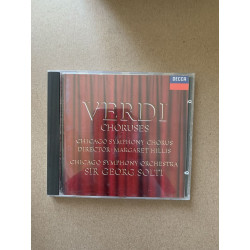 DECCA
VERDI
CHORUSES
CHICAGO SYMPHONY CHORUS
DIRECTOR: MARGARET HILLIS
CHICAGO SYMPHONY ORCHESTRA
SIR GEORG SOLTI